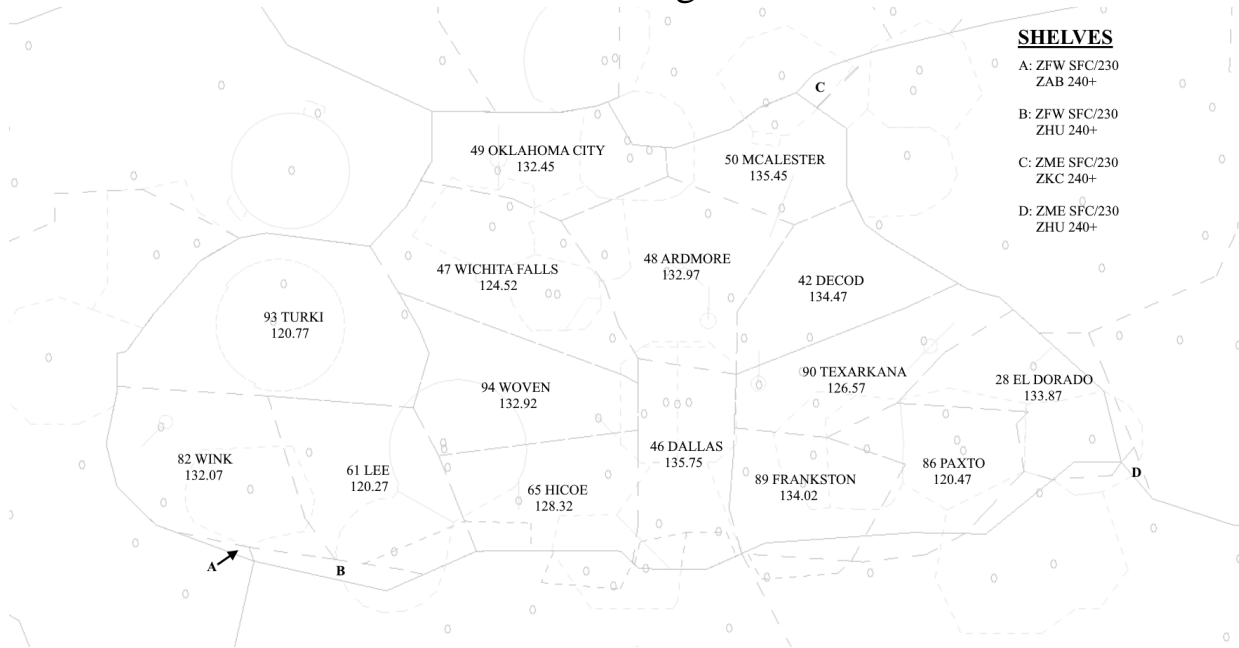 SHELVES
A: ZFW SFC/230
ZAB 240+
B: ZFW SFC/230
ZHU 240+
C: ZME SFC/230
ZKC 240+
D: ZME SFC/230
ZHU 240+
C
49 OKLAHOMA CITY
132.45
50 MCALESTER
135.45
47 WICHITA FALLS
124.52
48 ARDMORE
132.97
42 DECOD
134.47
93 TURKI
120.77
94 WOVEN
132.92
90 TEXARKANA
126.57
28 EL DORADO
133.87
82 WINK
132.07
61 LEE
120.27
65 HICOE
128.32
46 DALLAS
135.75
89 FRANKSTON
134.02
86 PAXTO
120.47
D
A
B